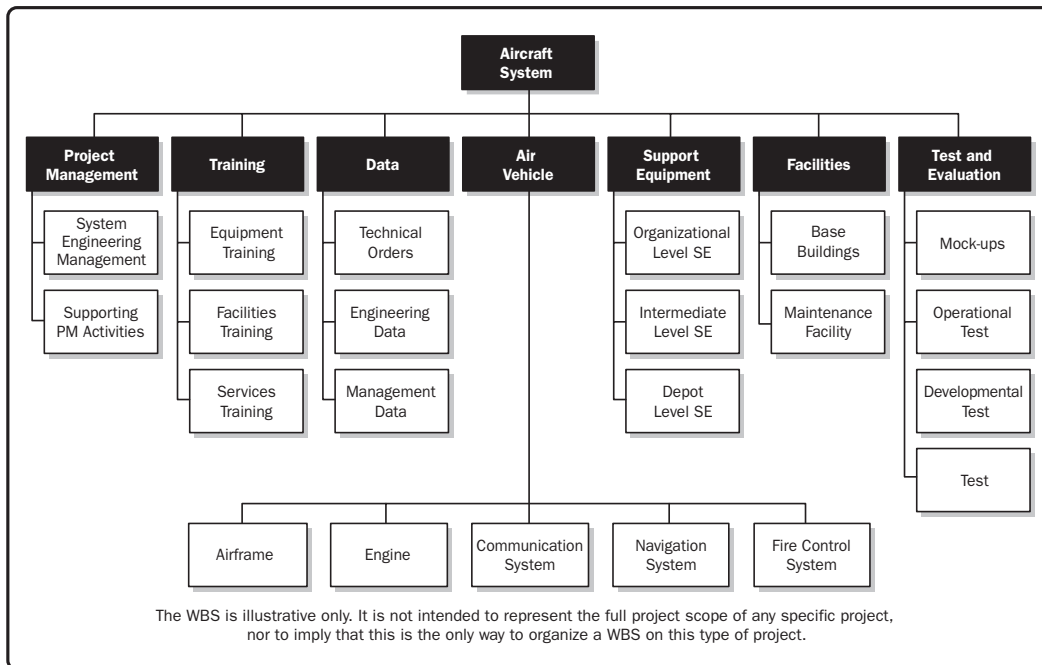 Aircraft
System
Project
Management
Training
Data
Air
Vehicle
Support
Equipment
Facilities
Test and
Evaluation
System
Engineering
Management
Supporting
PM Activities
Equipment
Training
Facilities
Training
Services
Training
Technical
Orders
Engineering
Data
Management
Data
Organizational
Level SE
Intermediate
Level SE
Depot
Level SE
Base
Buildings
Maintenance
Facility
Mock-ups
Operational
Test
Developmental
Test
Test
Airframe
Engine
Communication
System
Navigation
System
Fire Control
System
The WBS is illustrative only. It is not intended to represent the full project scope of any specific project,
nor to imply that this is the only way to organize a WBS on this type of project.